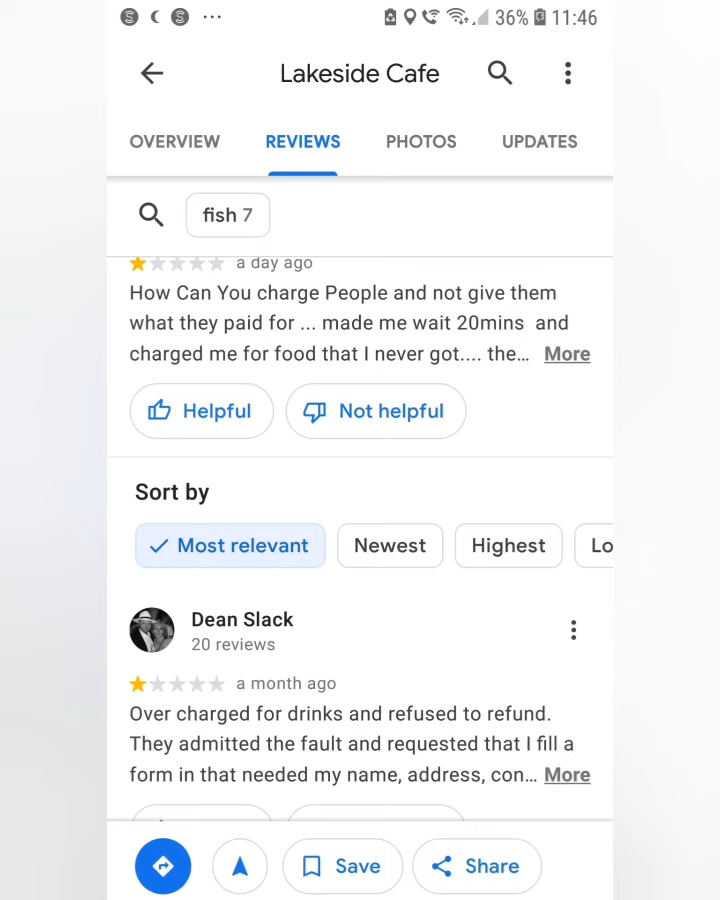 36% 11:46
Lakeside Cafe
OVERVIEW REVIEWS PHOTOS UPDATES
fish 7
a day ago
How Can You charge People and not give them
what they paid for ... made me wait 20mins and
charged me for food that I never got.... the... More
Helpful Not helpful
Sort by
Most relevant Newest Highest Lo
Dean Slack
20 reviews
a month ago
Over charged for drinks and refused to refund.
They admitted the fault and requested that I fill a
form in that needed my name, address, con... More
Save Share